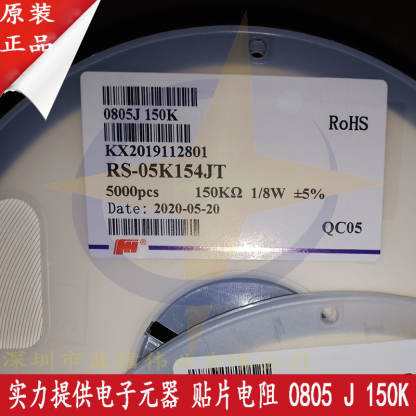 原装
正品
0805J 150K
RoHS
KX2019112801
RS-05K154JT
5000pcs 150KΩ 1/8W ±5%
Date: 2020-05-20
QC05
实力提供电子元器 贴片电阻 0805 J 150K